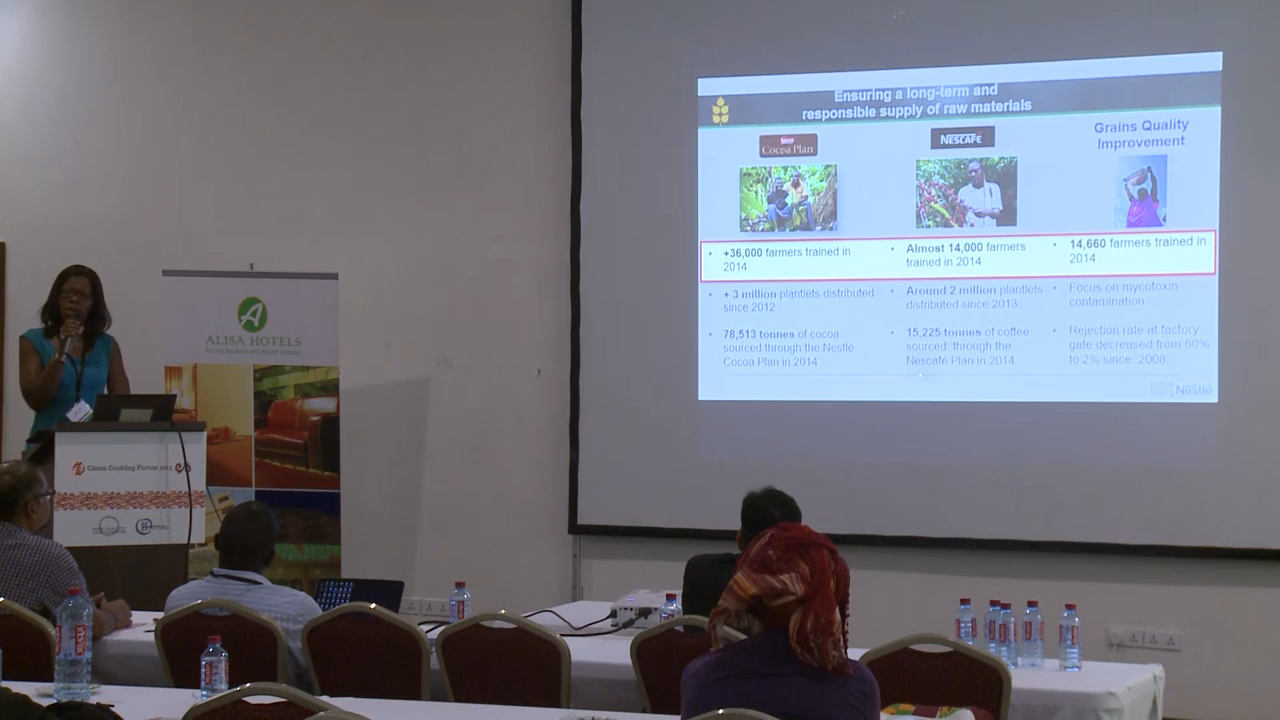 Ensuring a long-term and
responsible supply of raw materials
Nestlé
Cocoa Plan
NESCAFÉ
Grains Quality
Improvement
• +36,000 farmers trained in
2014
• Almost 14,000 farmers
trained in 2014
• 14,660 farmers trained in
2014
• + 3 million plantlets distributed
since 2012
• Around 2 million plantlets
distributed since 2013
• Focus on mycotoxin
contamination
• 78,513 tonnes of cocoa
sourced through the Nestlé
Cocoa Plan in 2014
• 15,225 tonnes of coffee
sourced through the
Nescafé Plan in 2014
• Rejection rate at factory
gate decreased from 50%
to 2% since 2008
Nestlé
A
ALISA HOTELS
Clean Cooking Forum 2015